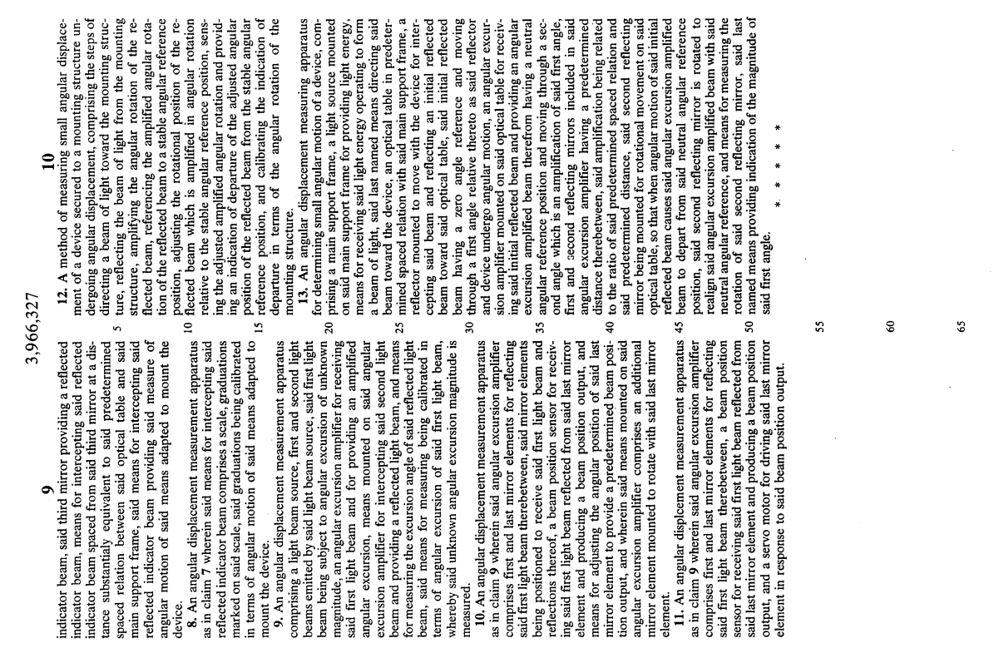 3,966,327
9
indicator beam, said third mirror providing a reflected
indicator beam, means for intercepting said reflected
indicator beam spaced from said third mirror at a dis-
tance substantialy equivalent to said predetermined
spaced relation between said optical table and said
5
main support frame, said means for intercepting said
reflected indicator beam providing said measure of
angular motion of said means adapted to mount the
device.
8. An angular displacement measurement apparatus
10
as in claim 7 wherein said means for intercepting said
reflected indicator beam comprises a scale, graduations
marked on said scale, said graduations being calibrated
in terms of angular motion of said means adapted to
mount the device.
15
9. An angular displacement measurement apparatus
comprising a light beam source, first and second light
beams emitted by said light beam source, said first light
beam being subject to angular excursion of unknown
magnitude, an angular excursion amplifier for receiving
20
said first light beam and for providing an amplified
angular excursion, means mounted on said angular
excursion amplifier for intercepting said second light
beam and providing a reflected light beam, and means
for measuring the excursion angle of said reflected light
25
beam, said means for measuring being calibrated in
terms of angular excursion of said first light beam,
whereby said unknown angular excursion magnitude is
measured.
10. An angular displacement measurement apparatus
30
as in claim 9 wherein said angular excursion amplifier
comprises first and last mirror elements for reflecting
said first light beam therebetween, said mirror elements
being positioned to receive said first light beam and
reflections thereof, a beam position sensor for receiv-
35
ing said first light beam reflected from said last mirror
element and producing a beam position output, and
means for adjusting the angular position of said last
mirror element to provide a predetermined beam posi-
tion output, and wherein said means mounted on said
40
angular excursion amplifier comprises an additional
mirror element mounted to rotate with said last mirror
element.
11. An angular displacement measurement apparatus
as in claim 9 wherein said angular excursion amplifier
45
comprises first and last mirror elements for reflecting
said first light beam therebetween, a beam position
sensor for receiving said first light beam reflected from
said last mirror element and producing a beam position
output, and a servo motor for driving said last mirror
50
element in response to said beam position output.
55
60
65
10
12. A method of measuring small angular displace-
ment of a device secured to a mounting structure un-
dergoing angular displacement, comprising the steps of
directing a beam of light toward the mounting struc-
ture, reflecting the beam of light from the mounting
structure, amplifying the angular rotation of the re-
flected beam, referencing the amplified angular rota-
tion of the reflected beam to a stable angular reference
position, adjusting the rotational position of the re-
flected beam which is amplified in angular rotation
relative to the stable angular reference position, sens-
ing the adjusted amplified angular rotation and provid-
ing an indication of departure of the adjusted angular
position of the reflected beam from the stable angular
reference position, and calibrating the indication of
departure in terms of the angular rotation of the
mounting structure.
13. An angular displacement measuring apparatus
for determining small angular motion of a device, com-
prising a main support frame, a light source mounted
on said main support frame for providing light energy,
means for receiving said light energy operating to form
a beam of light, said last named means directing said
beam toward the device, an optical table in predeter-
mined spaced relation with said main support frame, a
reflector mounted to move with the device for inter-
cepting said beam and reflecting an initial reflected
beam toward said optical table, said initial reflected
beam having a zero angle reference and moving
through a first angle relative thereto as said reflector
and device undergo angular motion, an angular excur-
sion amplifier mounted on said optical table for receiv-
ing said initial reflected beam and providing an angular
excursion amplified beam therefrom having a neutral
angular reference position and moving through a sec-
ond angle which is an amplification of said first angle,
first and second reflecting mirrors included in said
angular excursion amplifier having a predetermined
distance therebetween, said amplification being related
to the ratio of said predetermined spaced relation and
said predetermined distance, said second reflecting
mirror being mounted for rotational movement on said
optical table, so that when angular motion of said initial
reflected beam causes said angular excursion amplified
beam to depart from said neutral angular reference
position, said second reflecting mirror is rotated to
realign said angular excursion amplified beam with said
neutral angular reference, and means for measuring the
rotation of said second reflecting mirror, said last
named means providing indication of the magnitude of
said first angle.
* * * * *